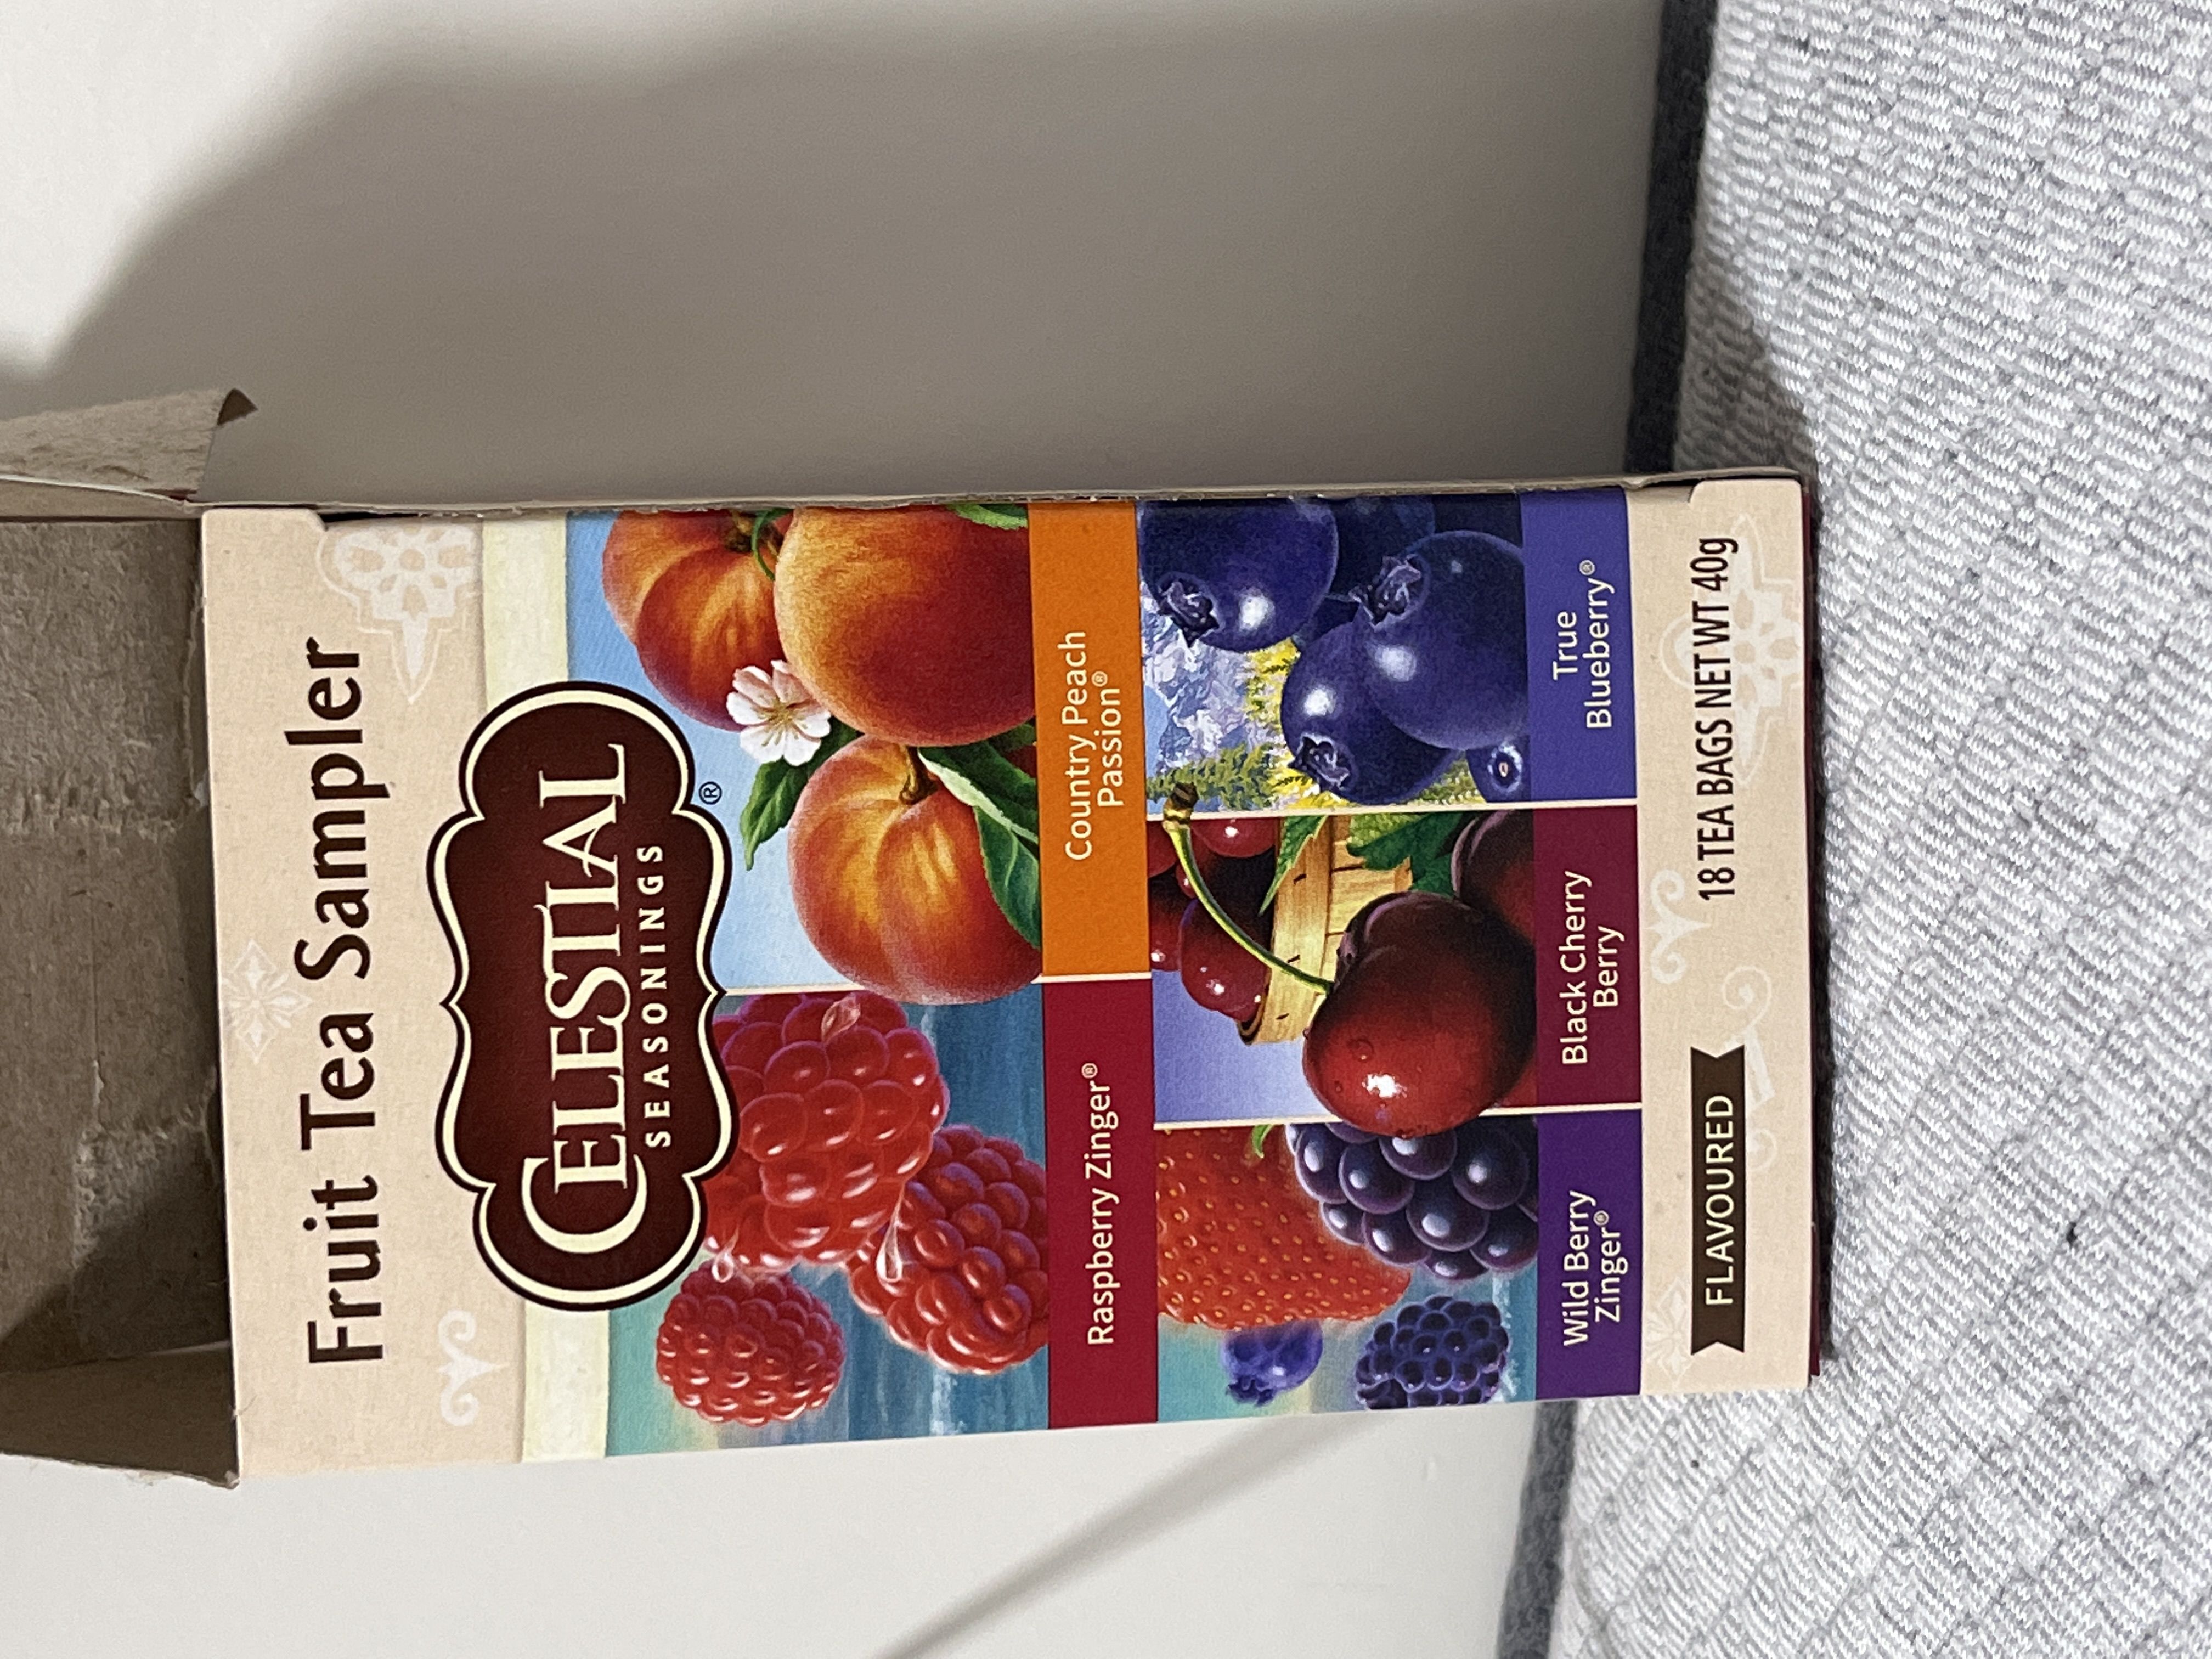 Fruit Tea Sampler
CELESTIAL®
SEASONINGS
Raspberry Zinger®
Country Peach
Passion®
Wild Berry
Zinger®
Black Cherry
Berry
True
Blueberry®
FLAVOURED
18 TEA BAGS NET WT 40g